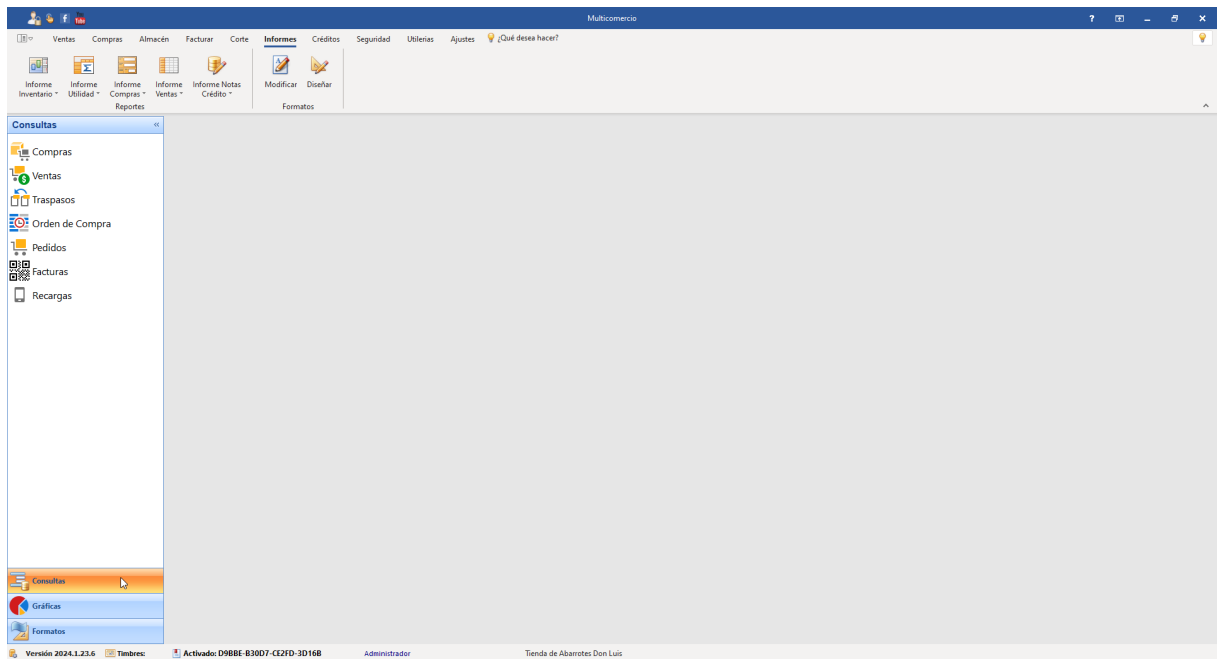 Multicomercio
?
Ventas Compras Almacén Facturar Corte Informes Créditos Seguridad Utilerias Ajustes ¿Qué desea hacer?
Informe Inventario
Informe Utilidad
Informe Compras
Informe Ventas
Informe Notas Crédito
Modificar
Diseñar
Reportes
Formatos
Consultas «
Compras
Ventas
Traspasos
Orden de Compra
Pedidos
Facturas
Recargas
Consultas
Gráficas
Formatos
Versión 2024.1.23.6 Timbres: Activado: D9BBE-B30D7-CE2FD-3D16B Administrador Tienda de Abarrotes Don Luis